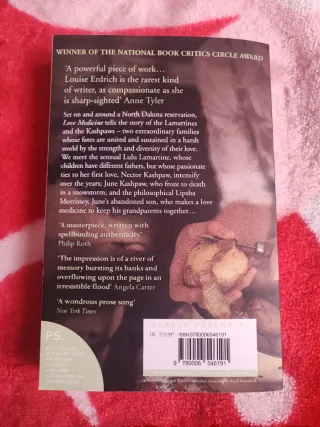 WINNER OF THE NATIONAL BOOK CRITICS CIRCLE AWARD
'A powerful piece of work...
Louise Erdrich is the rarest kind
of writer, as compassionate as she
is sharp-sighted' Anne Tyler
Set on and around a North Dakota reservation,
Love Medicine tells the story of the Lamartines
and the Kashpaws – two extraordinary families
whose fates are united and sustained in a harsh
world by the strength and diversity of their love.
We meet the sensual Lulu Lamartine, whose
children have different fathers, but whose passionate
ties to her first love, Nector Kashpaw, intensify
over the years; June Kashpaw, who froze to death
in a snowstorm; and the philosophical Lipsha
Morrissey, June's abandoned son, who makes a love
medicine to keep his grandparents together...
'A masterpiece, written with
spellbinding authenticity'
Philip Roth
'The impression is of a river of
memory bursting its banks and
overflowing upon the page in an
irresistible flood' Angela Carter
'A wondrous prose song'
New York Times
P.S.
HARPER PERENNIAL
ISBN 9780006546191
9 780006 546191